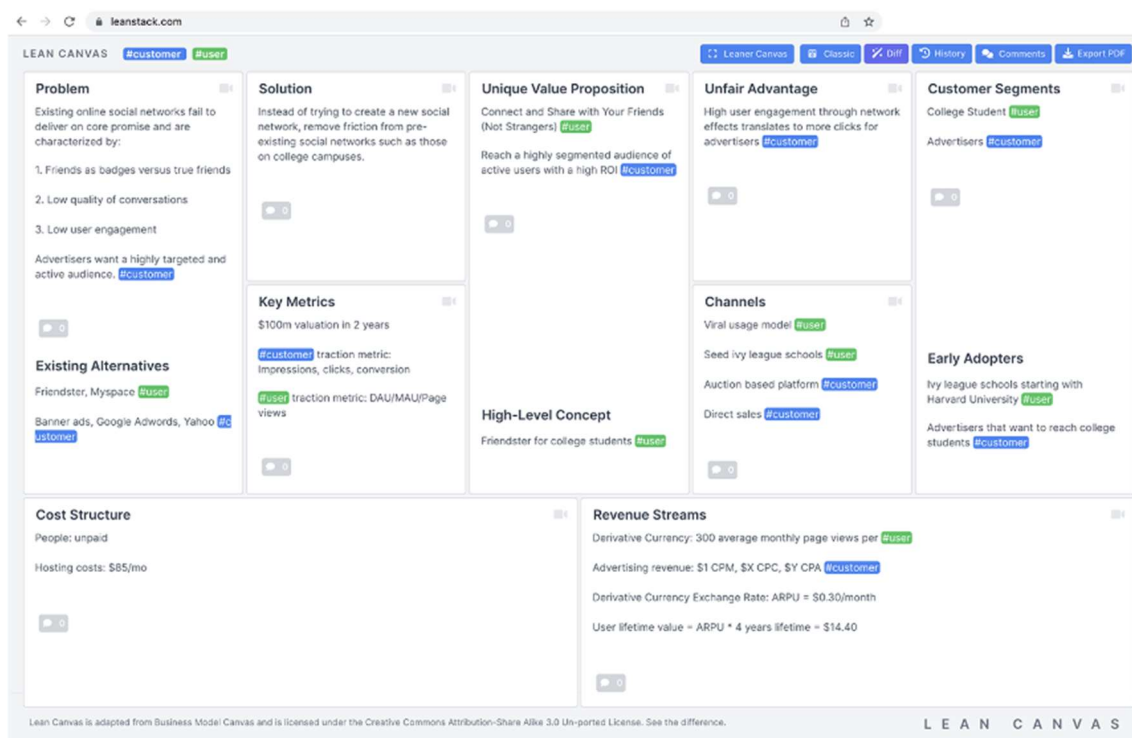 leanstack.com
LEAN CANVAS #customer #user
Leaner Canvas Classic Diff History Comments Export PDF
Problem
Existing online social networks fail to
deliver on core promise and are
characterized by:
1. Friends as badges versus true friends
2. Low quality of conversations
3. Low user engagement
Advertisers want a highly targeted and
active audience. #customer
0
Existing Alternatives
Friendster, Myspace #user
Banner ads, Google Adwords, Yahoo #c
ustomer
Solution
Instead of trying to create a new social
network, remove friction from pre-
existing social networks such as those
on college campuses.
0
Key Metrics
$100m valuation in 2 years
#customer traction metric:
Impressions, clicks, conversion
#user traction metric: DAU/MAU/Page
views
0
Unique Value Proposition
Connect and Share with Your Friends
(Not Strangers) #user
Reach a highly segmented audience of
active users with a high ROI #customer
0
High-Level Concept
Friendster for college students #user
Unfair Advantage
High user engagement through network
effects translates to more clicks for
advertisers #customer
0
Channels
Viral usage model #user
Seed ivy league schools #user
Auction based platform #customer
Direct sales #customer
0
Customer Segments
College Student #user
Advertisers #customer
0
Early Adopters
Ivy league schools starting with
Harvard University #user
Advertisers that want to reach college
students #customer
Cost Structure
People: unpaid
Hosting costs: $85/mo
0
Revenue Streams
Derivative Currency: 300 average monthly page views per #user
Advertising revenue: $1 CPM, $X CPC, $Y CPA #customer
Derivative Currency Exchange Rate: ARPU = $0.30/month
User lifetime value = ARPU * 4 years lifetime = $14.40
0
Lean Canvas is adapted from Business Model Canvas and is licensed under the Creative Commons Attribution-Share Alike 3.0 Un-ported License. See the difference.
LEAN CANVAS